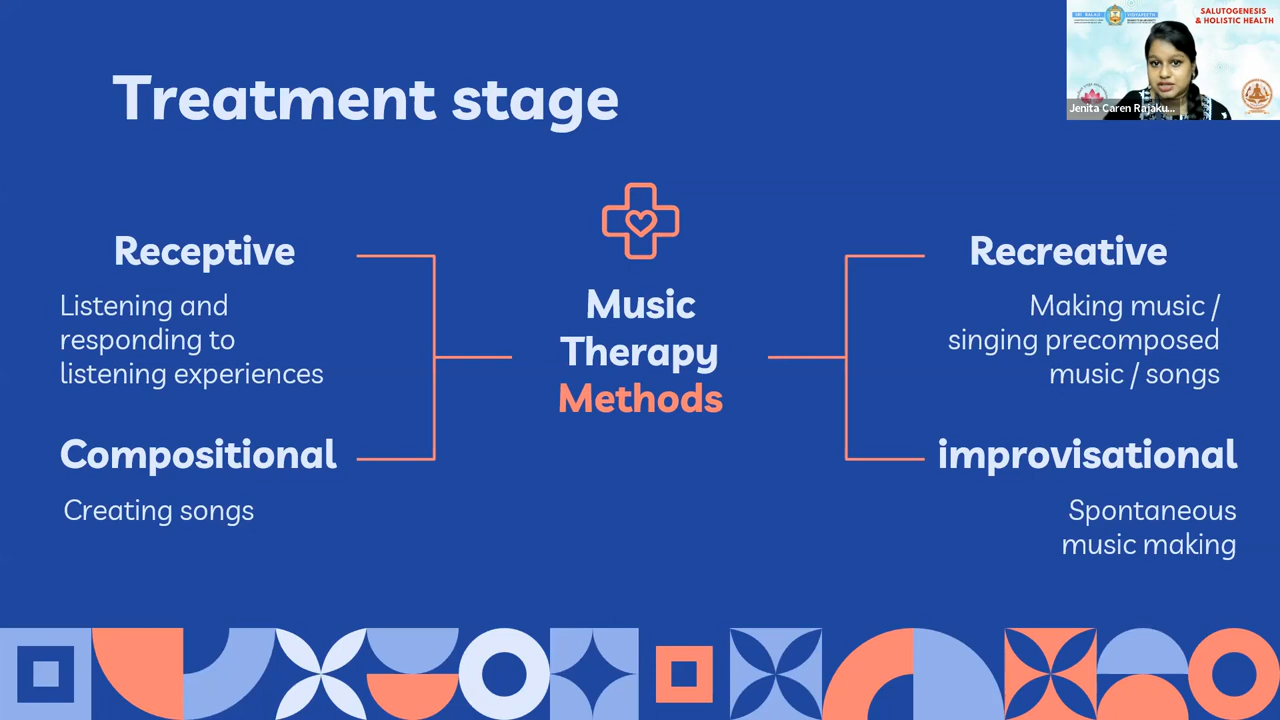 Treatment stage
SALUTOGENESIS
& HOLISTIC HEALTH
Jenita Caren Rajaku...
Receptive
Listening and
responding to
listening experiences
Compositional
Creating songs
Music
Therapy
Methods
Recreative
Making music /
singing precomposed
music / songs
improvisational
Spontaneous
music making